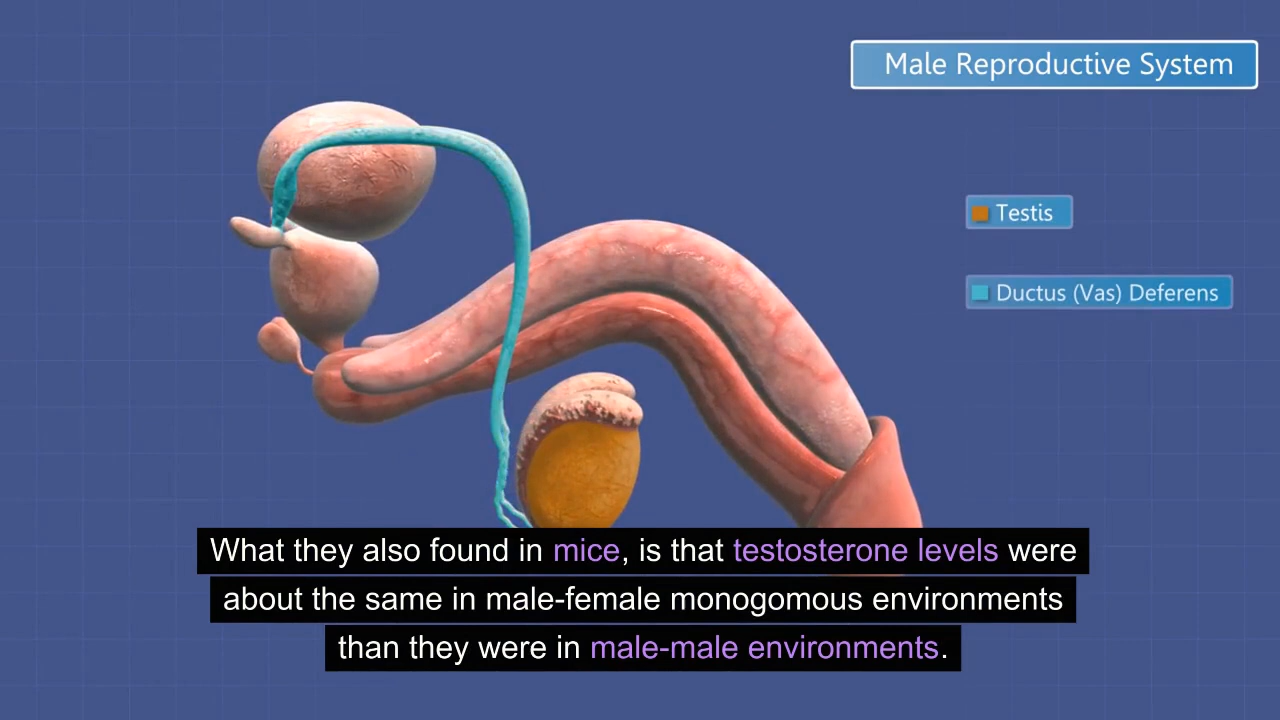 Male Reproductive System
Testis
Ductus (Vas) Deferens
What they also found in mice, is that testosterone levels were
about the same in male-female monogomous environments
than they were in male-male environments.